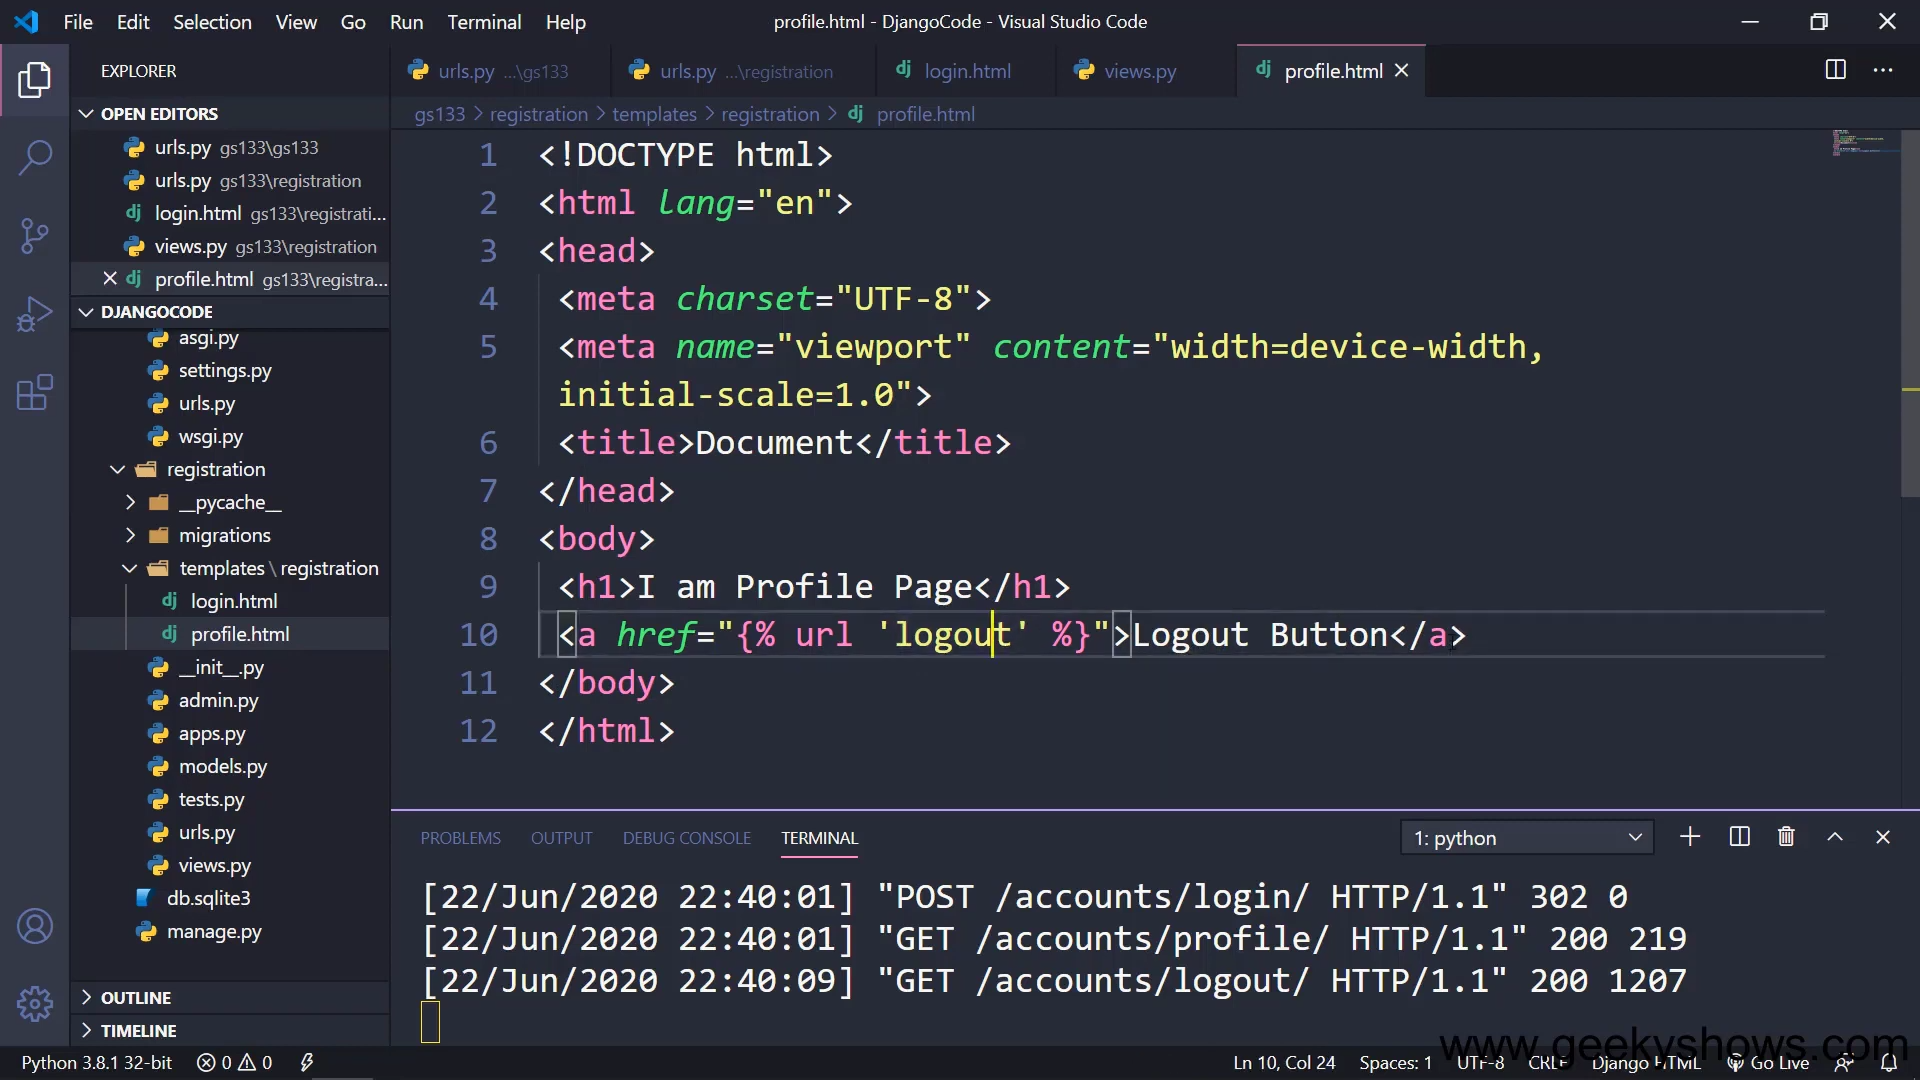 File Edit Selection View Go Run Terminal Help
profile.html - DjangoCode - Visual Studio Code
EXPLORER
OPEN EDITORS
urls.py gs133\gs133
urls.py gs133\registration
login.html gs133\registrati...
views.py gs133\registration
profile.html gs133\registra...
DJANGOCODE
asgi.py
settings.py
urls.py
wsgi.py
registration
__pycache__
migrations
templates\registration
login.html
profile.html
__init__.py
admin.py
apps.py
models.py
tests.py
urls.py
views.py
db.sqlite3
manage.py
OUTLINE
TIMELINE
urls.py ...\gs133 urls.py ...\registration login.html views.py profile.html
gs133 > registration > templates > registration > profile.html
1 <!DOCTYPE html>
2 <html lang="en">
3 <head>
4 <meta charset="UTF-8">
5 <meta name="viewport" content="width=device-width,
initial-scale=1.0">
6 <title>Document</title>
7 </head>
8 <body>
9 <h1>I am Profile Page</h1>
10 <a href="{% url 'logout' %}">Logout Button</a>
11 </body>
12 </html>
PROBLEMS OUTPUT DEBUG CONSOLE TERMINAL 1: python
[22/Jun/2020 22:40:01] "POST /accounts/login/ HTTP/1.1" 302 0
[22/Jun/2020 22:40:01] "GET /accounts/profile/ HTTP/1.1" 200 219
[22/Jun/2020 22:40:09] "GET /accounts/logout/ HTTP/1.1" 200 1207
www.geekyshows.com
Python 3.8.1 32-bit 0 0 Ln 10, Col 24 Spaces: 1 UTF-8 CRLF Django HTML Go Live